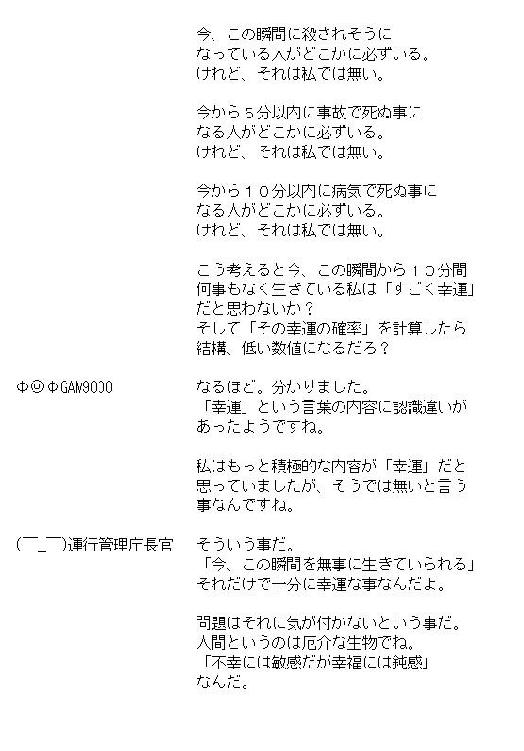 今、この瞬間に殺されそうに
なっている人がどこかに必ずいる。
けれど、それは私では無い。
今から５分以内に事故で死ぬ事に
なる人がどこかに必ずいる。
けれど、それは私では無い。
今から１０分以内に病気で死ぬ事に
なる人がどこかに必ずいる。
けれど、それは私では無い。
こう考えると今、この瞬間から１０分間
何事もなく生きている私は「すごく幸運」
だと思わないか？
そして「その幸運の確率」を計算したら
結構、低い数値になるだろ？
Φ☺ΦGAM9000 なるほど。分かりました。
「幸運」という言葉の内容に認識違いが
あったようですね。
私はもっと積極的な内容が「幸運」だと
思っていましたが、そうでは無いと言う
事なんですね。
(￣_￣)運行管理庁長官 そういう事だ。
「今、この瞬間を無事に生きていられる」
それだけで十分に幸運な事なんだよ。
問題はそれに気が付かないという事だ。
人間というのは厄介な生物でね。
「不幸には敏感だが幸福には鈍感」
なんだ。